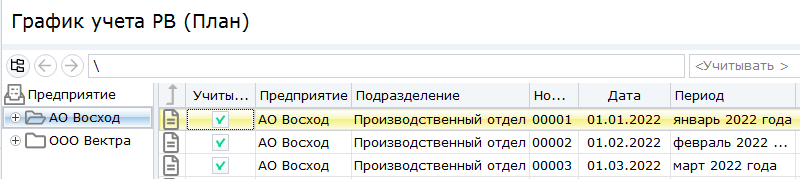 График учета РВ (План)
\ <Учитывать >
Предприятие Учиты... Предприятие Подразделение Но... Дата Период
АО Восход АО Восход Производственный отдел 00001 01.01.2022 январь 2022 года
ООО Вектра АО Восход Производственный отдел 00002 01.02.2022 февраль 2022 ...
АО Восход Производственный отдел 00003 01.03.2022 март 2022 года